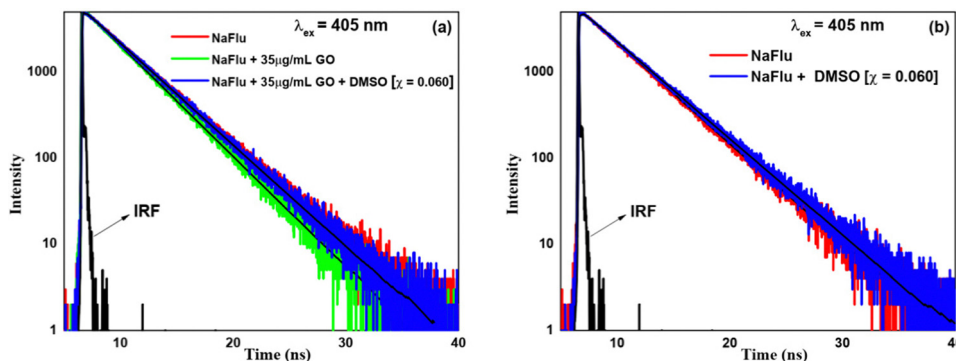 λex = 405 nm (a)
NaFlu
NaFlu + 35μg/mL GO
NaFlu + 35μg/mL GO + DMSO [χ = 0.060]
1000
100
10
1
Intensity
IRF
10 20 30 40
Time (ns)
λex = 405 nm (b)
NaFlu
NaFlu + DMSO [χ = 0.060]
1000
100
10
1
Intensity
IRF
10 20 30 40
Time (ns)